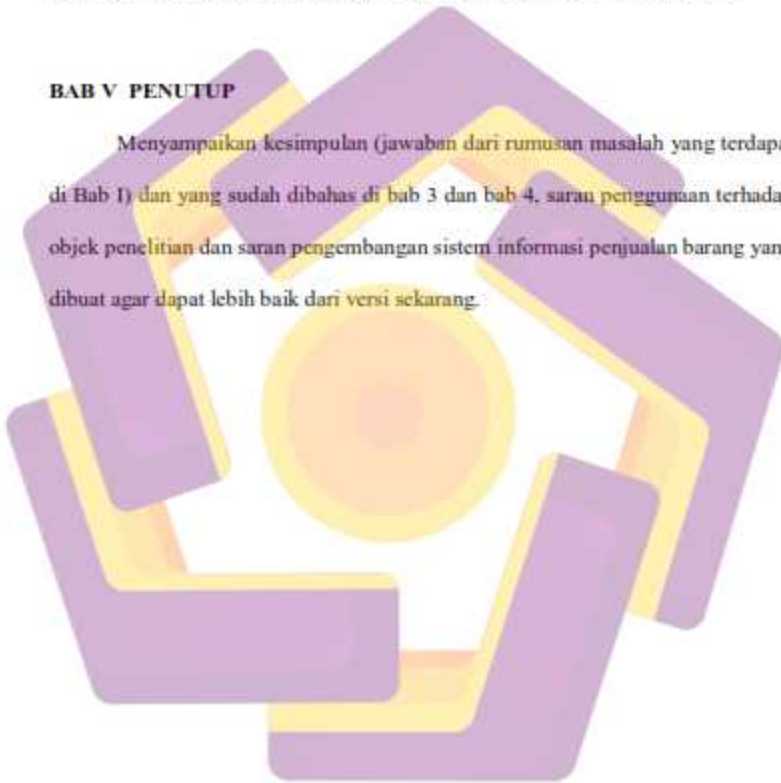 BAB V PENUTUP
Menyampaikan kesimpulan (jawaban dari rumusan masalah yang terdapa
di Bab I) dan yang sudah dibahas di bab 3 dan bab 4, saran penggunaan terhada
objek penelitian dan saran pengembangan sistem informasi penjualan barang yan
dibuat agar dapat lebih baik dari versi sekarang.